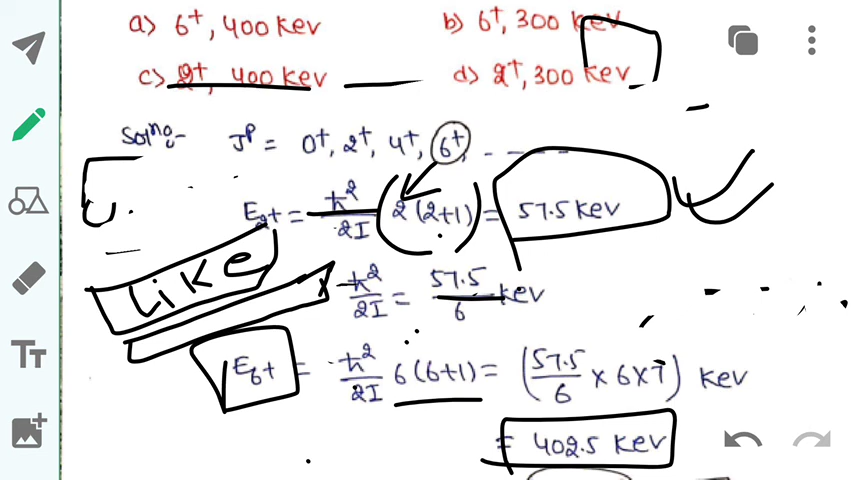 a) 6⁺, 400 keV b) 6⁺, 300 keV
c) 2⁺, 400 keV d) 2⁺, 300 keV
Solno- Jᴾ = 0⁺, 2⁺, 4⁺, 6⁺, - - - - -
E₂₊ = ħ²/2I 2(2+1) = 57.5 KeV
Like
ħ²/2I = 57.5/6 keV
E₆₊ = ħ²/2I 6(6+1) = (57.5/6 × 6×7) KeV
= 402.5 KeV
TT